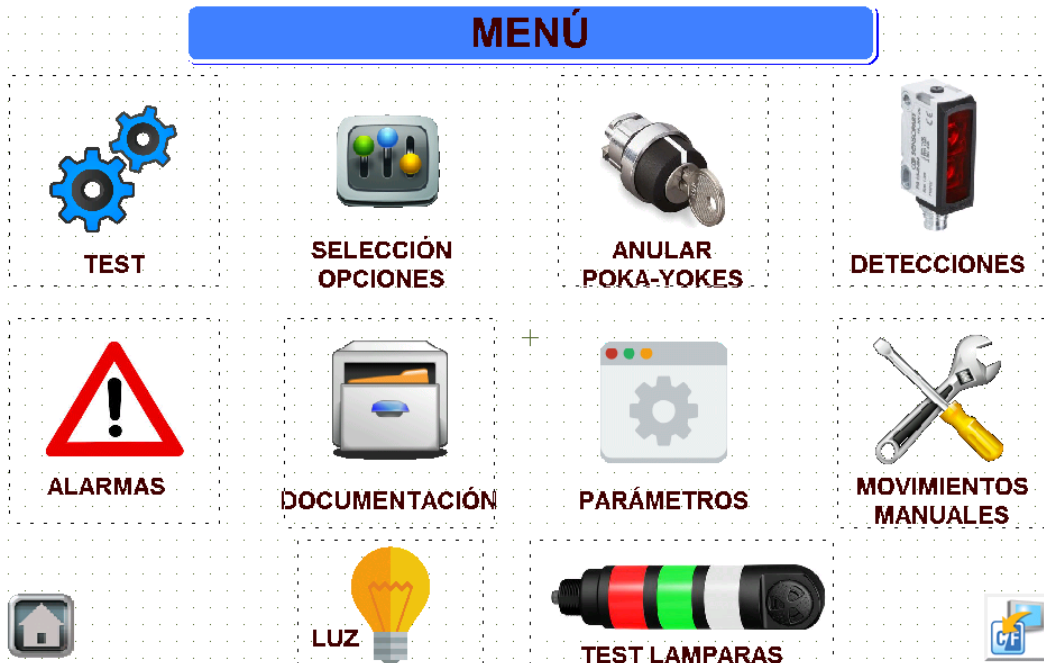 MENÚ
TEST
SELECCIÓN
OPCIONES
ANULAR
POKA-YOKES
DETECCIONES
ALARMAS
DOCUMENTACIÓN
PARÁMETROS
MOVIMIENTOS
MANUALES
LUZ
TEST LAMPARAS
C/F